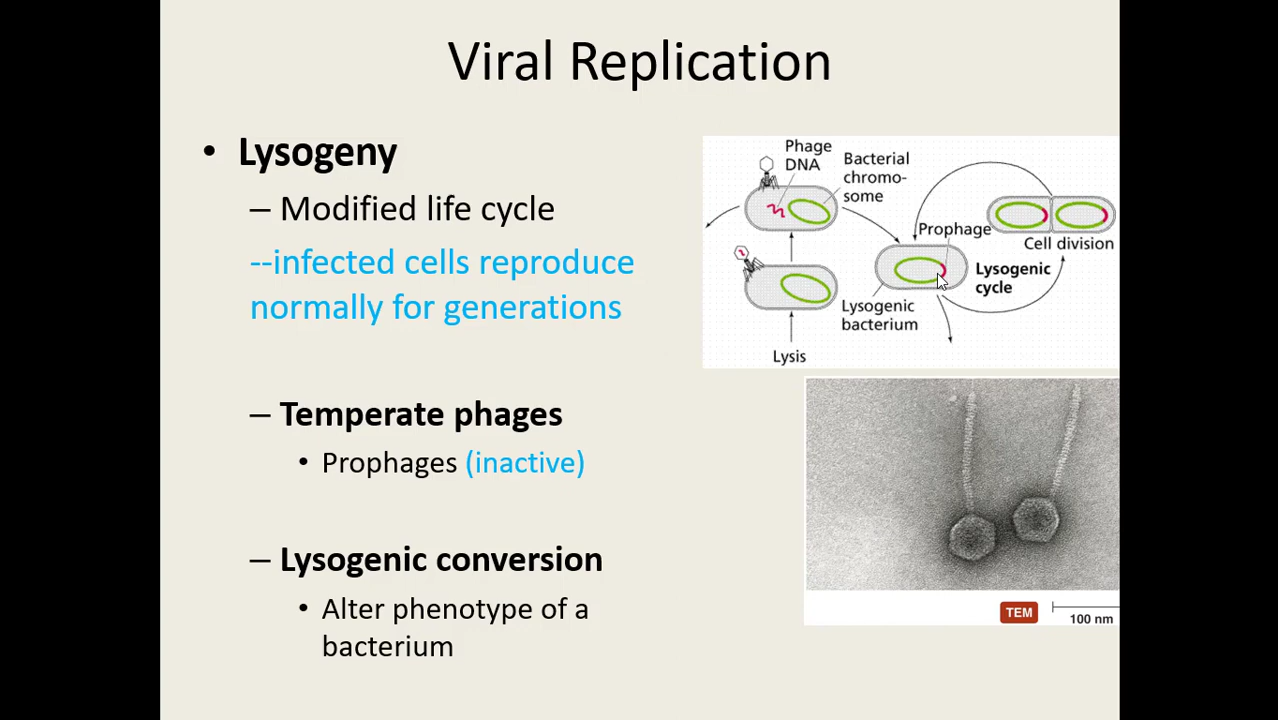 Viral Replication
• Lysogeny
– Modified life cycle
--infected cells reproduce
normally for generations
– Temperate phages
• Prophages (inactive)
– Lysogenic conversion
• Alter phenotype of a
bacterium
Phage
DNA
Bacterial
chromo-
some
Prophage
Cell division
Lysogenic
cycle
Lysogenic
bacterium
Lysis
TEM
100 nm